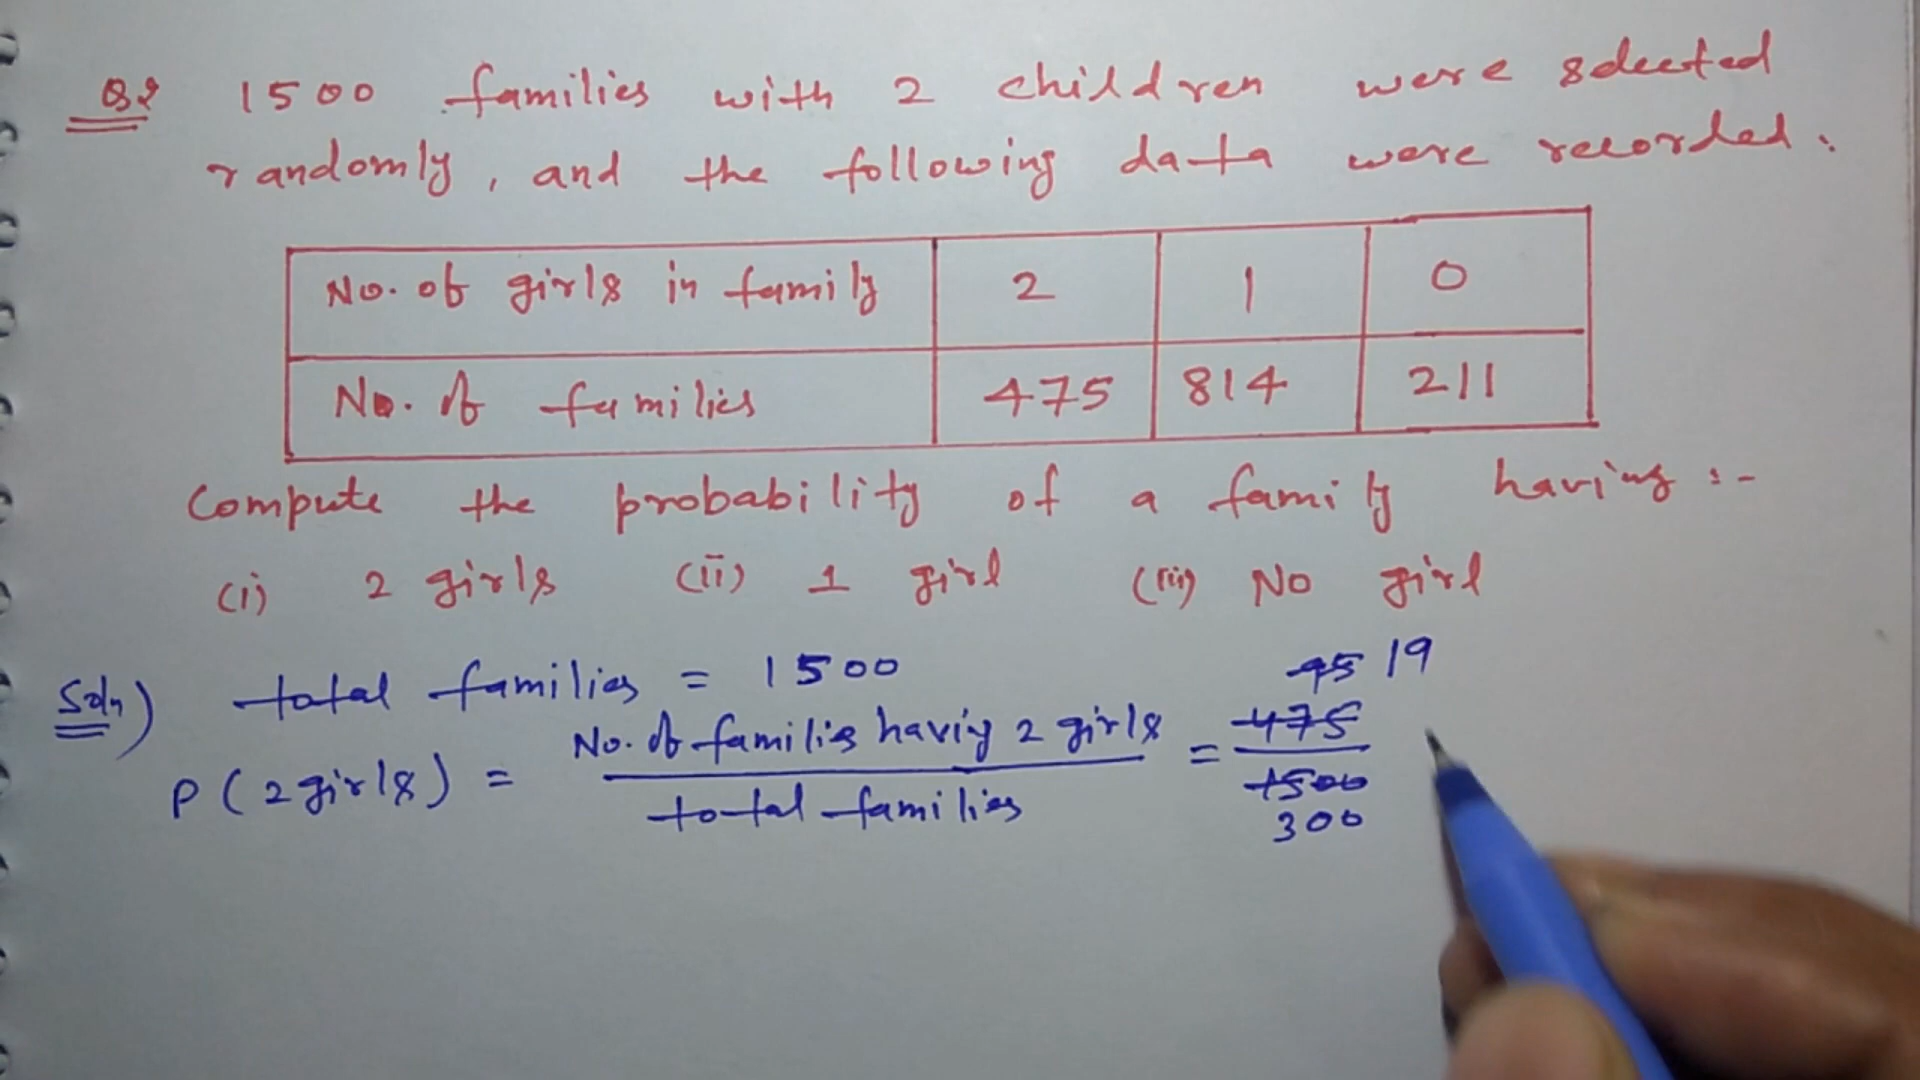 Q2 1500 families with 2 children were selected
randomly, and the following data were recorded.
No. of girls in family 2 1 0
No. of families 475 814 211
Compute the probability of a family having :-
(i) 2 girls (ii) 1 girl (iii) No girl
Soln) total families = 1500
95 19
P(2girls) = No. of families haviy 2 girls = 475
total families 1500
300